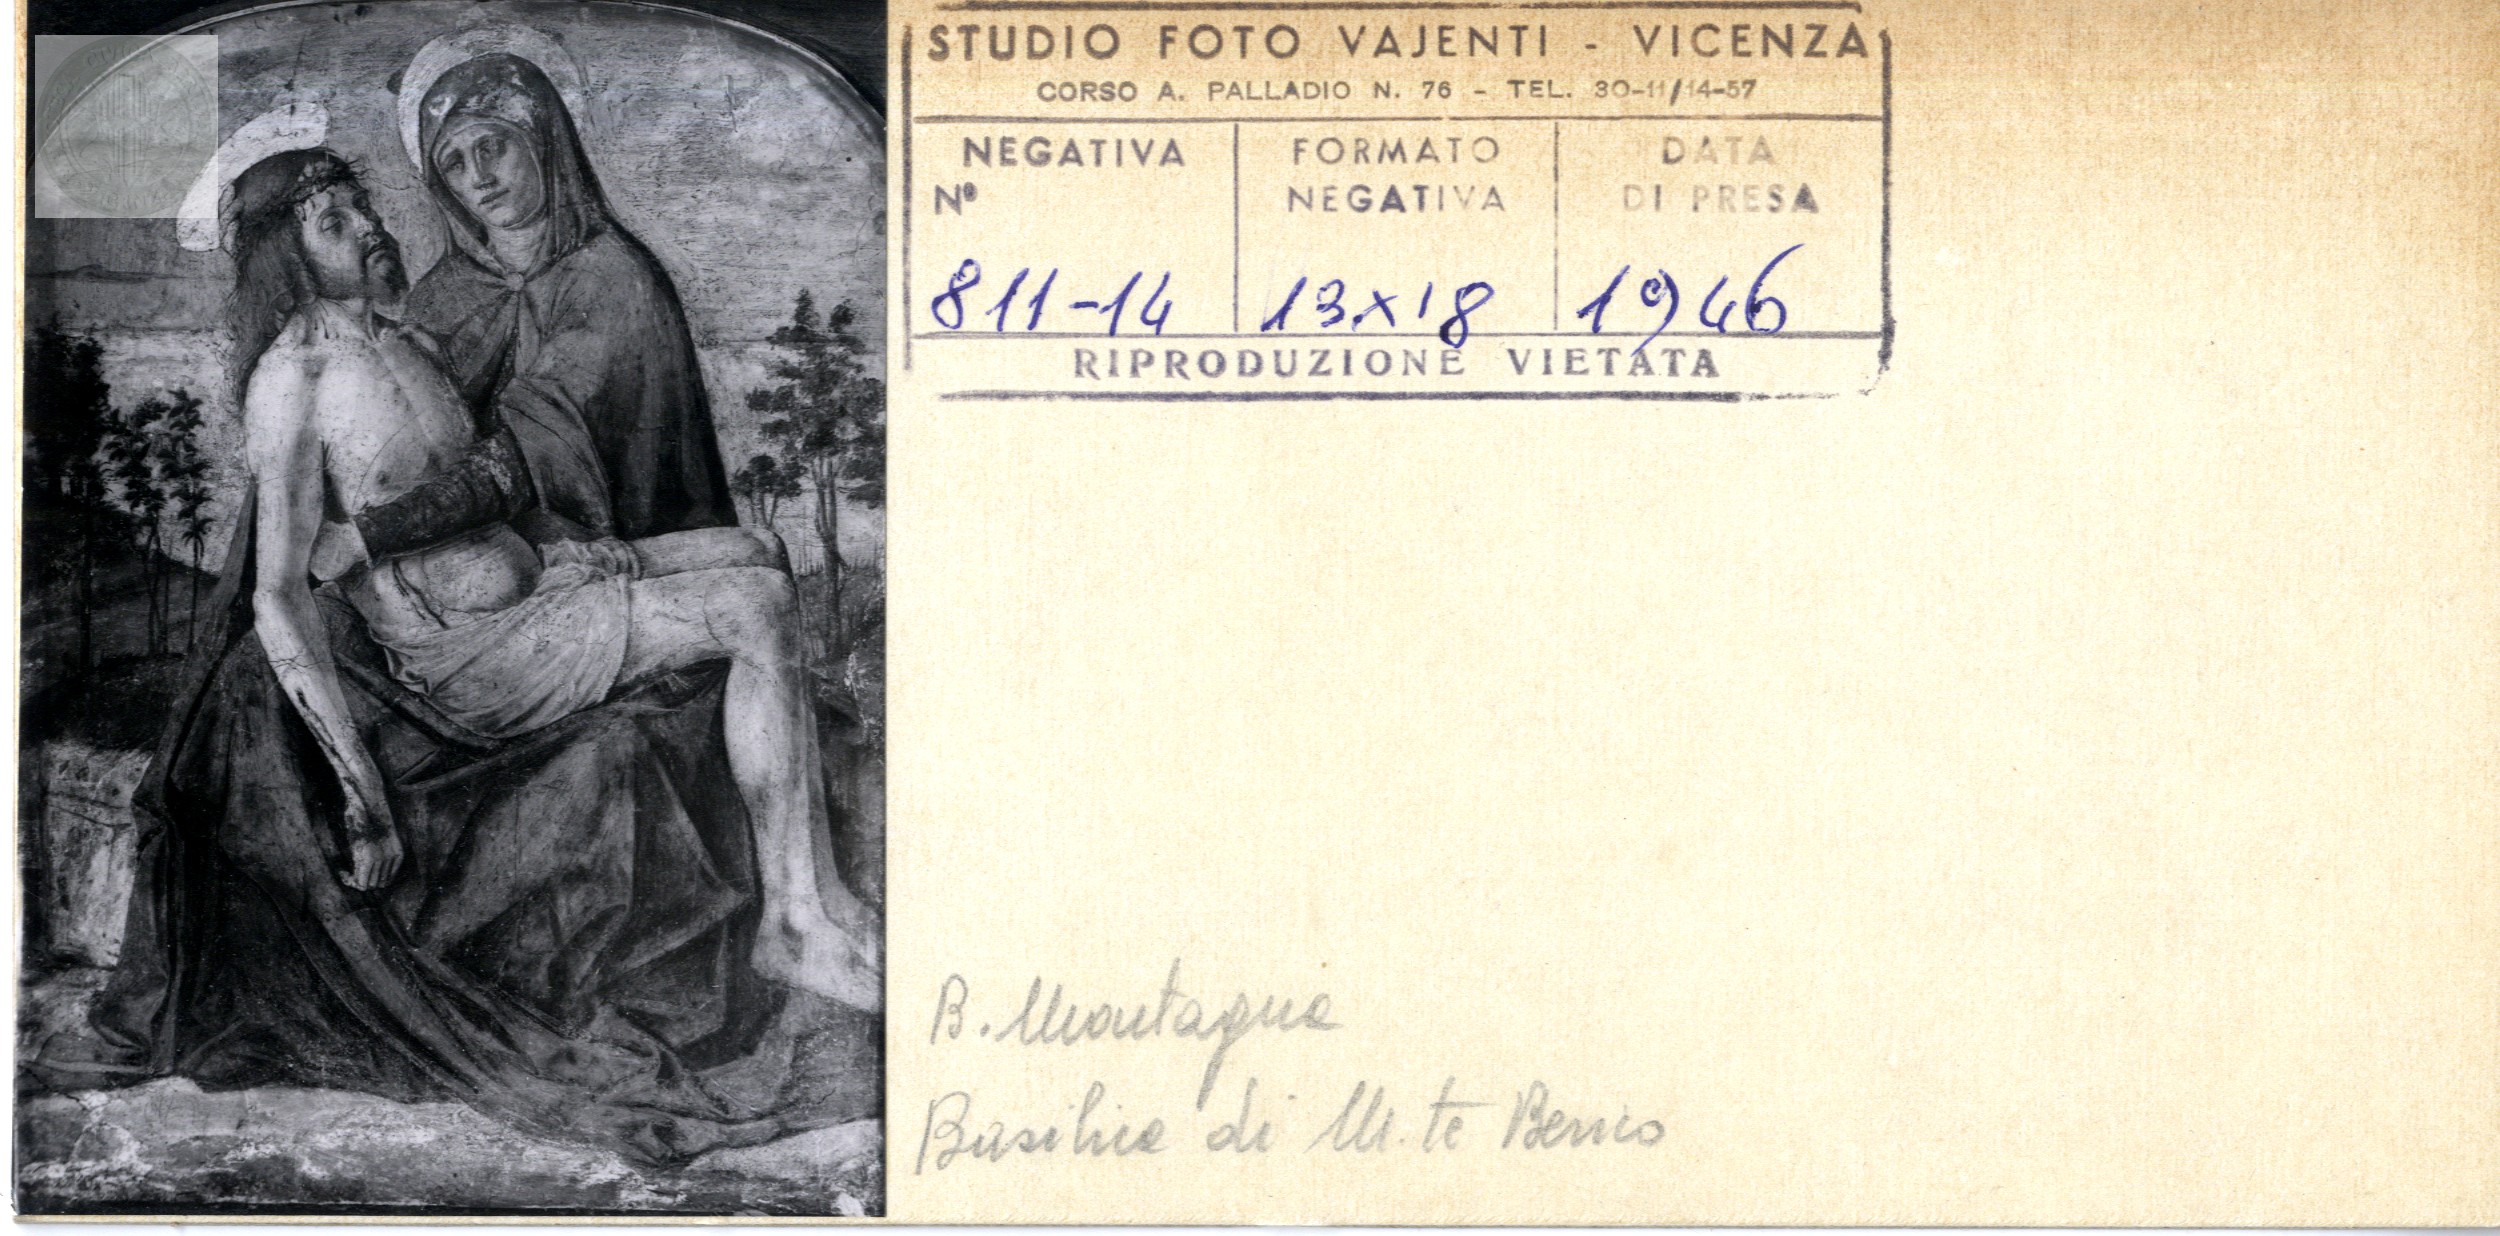 STUDIO FOTO VAJENTI - VICENZA
CORSO A. PALLADIO N. 76 - TEL. 30-11/14-57
NEGATIVA Nº
FORMATO NEGATIVA
DATA DI PRESA
811-14
13x18
1946
RIPRODUZIONE VIETATA
B. Montagna
Basilica di M.te Berico